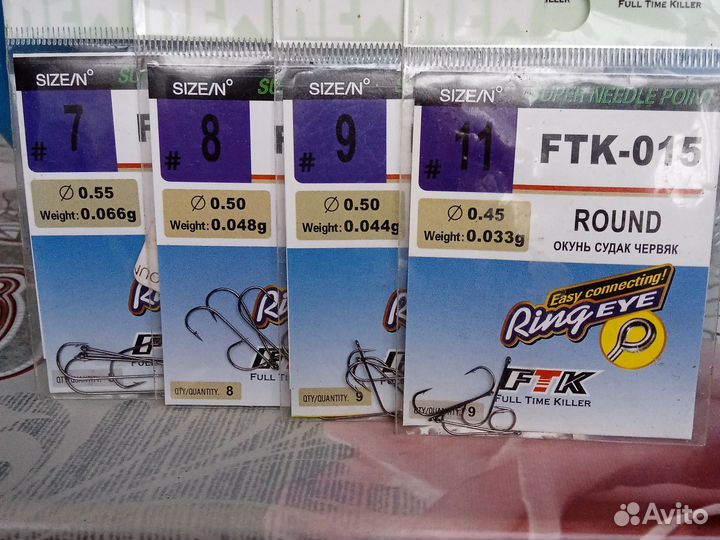 KILLER
FULL TIME KILLER
SIZE/N°
# 7
Ø 0.55
Weight: 0.066g
SIZE/N°
# 8
Ø 0.50
Weight: 0.048g
QTY/QUANTITY. 8
FULL TIME
SIZE/N°
# 9
Ø 0.50
Weight: 0.044g
QTY/QUANTITY. 9
SIZE/N°
SUPER NEEDLE POINT
# 11
FTK-015
Ø 0.45
Weight: 0.033g
ROUND
ОКУНЬ СУДАК ЧЕРВЯК
Easy connecting!
Ring EYE
FTK
FULL TIME KILLER
QTY/QUANTITY. 9
Avito